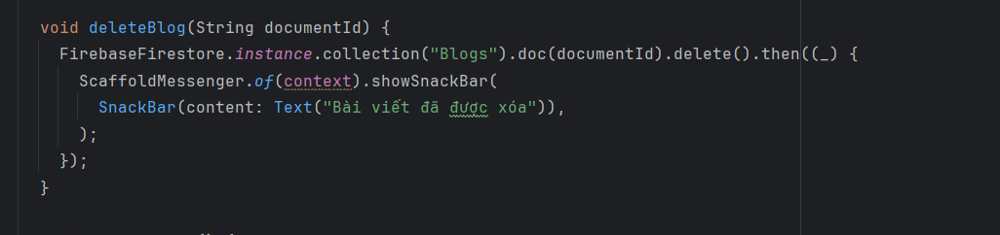 void deleteBlog(String documentId) {
FirebaseFirestore.instance.collection("Blogs").doc(documentId).delete().then((_) {
ScaffoldMessenger.of(context).showSnackBar(
SnackBar(content: Text("Bài viết đã được xóa")),
);
});
}